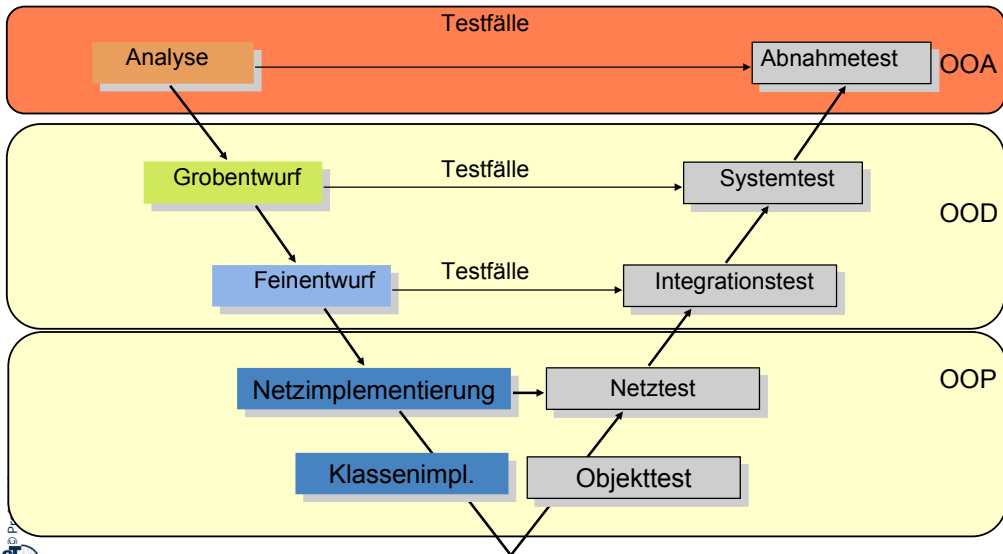 Testfälle
Analyse
Abnahmetest
OOA
Testfälle
Grobentwurf
Systemtest
OOD
Testfälle
Feinentwurf
Integrationstest
OOP
Netzimplementierung
Netztest
Klassenimpl.
Objekttest
©